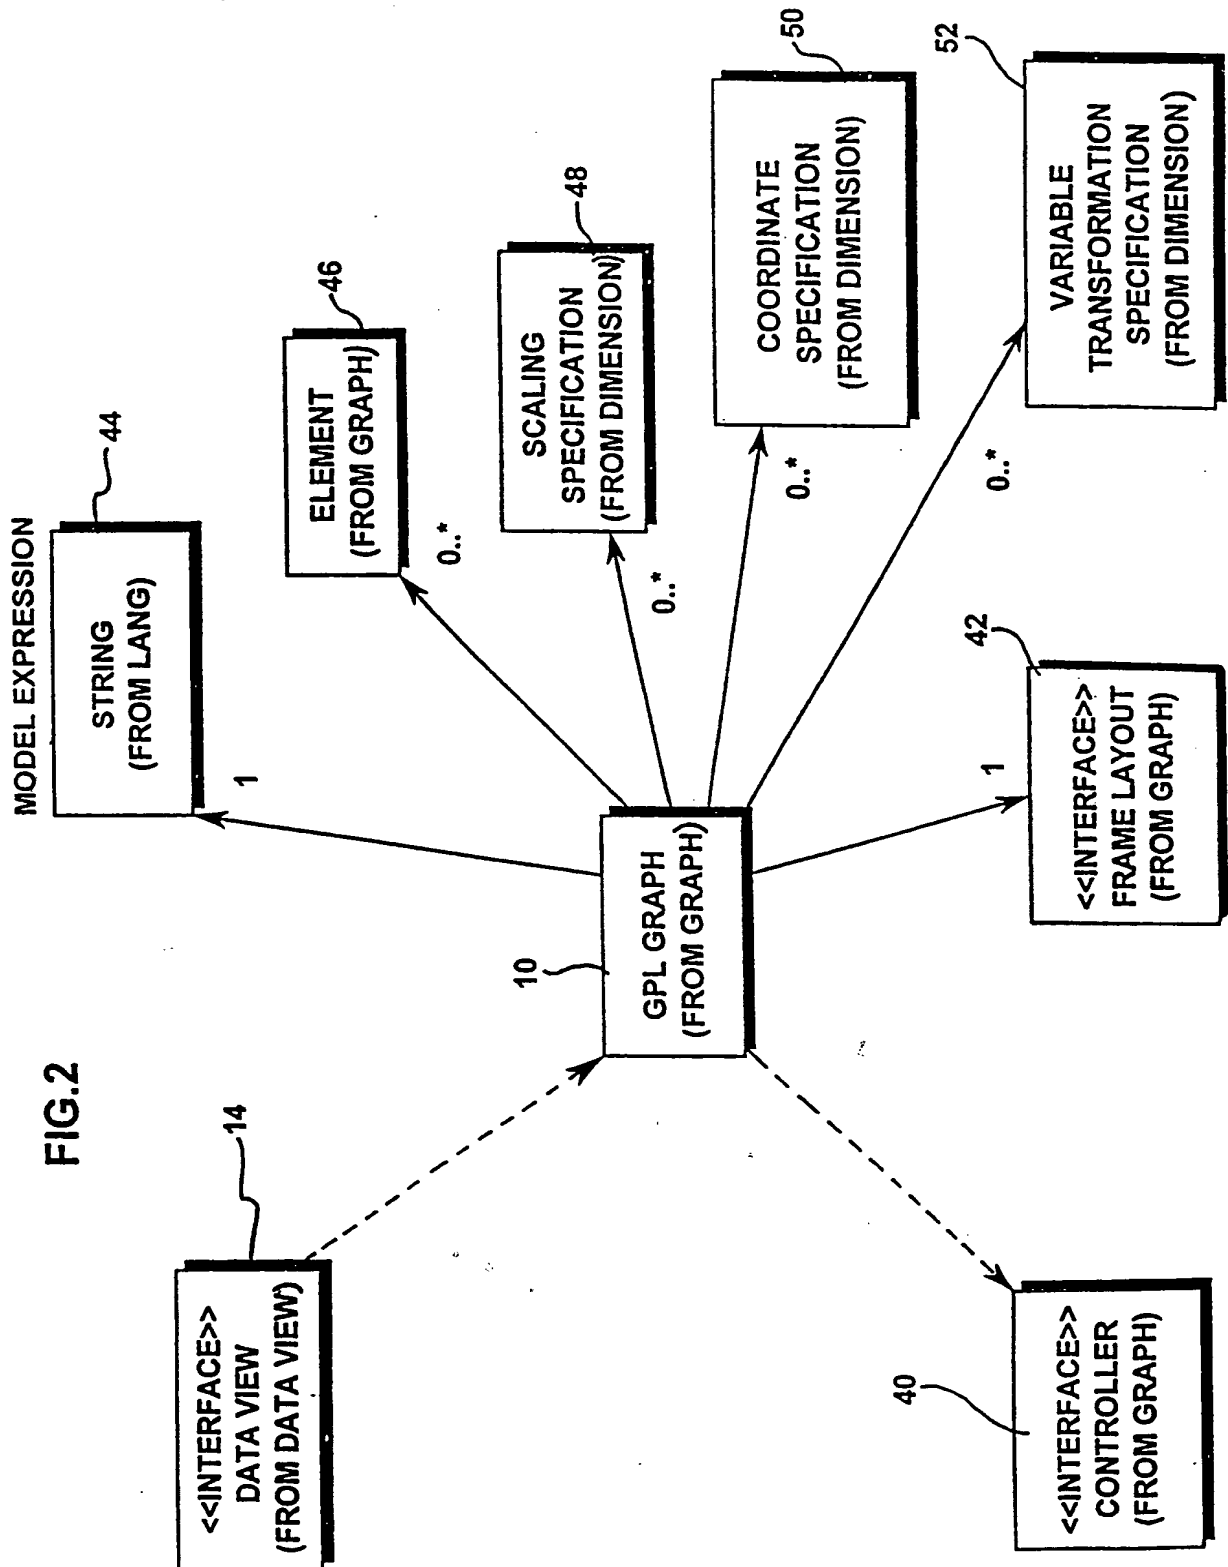 FIG.2
<<INTERFACE>>
DATA VIEW
(FROM DATA VIEW)
14
MODEL EXPRESSION
STRING
(FROM LANG)
44
1
ELEMENT
(FROM GRAPH)
46
0..*
SCALING
SPECIFICATION
(FROM DIMENSION)
48
0..*
COORDINATE
SPECIFICATION
(FROM DIMENSION)
50
0..*
VARIABLE
TRANSFORMATION
SPECIFICATION
(FROM DIMENSION)
52
0..*
GPL GRAPH
(FROM GRAPH)
10
<<INTERFACE>>
FRAME LAYOUT
(FROM GRAPH)
42
1
<<INTERFACE>>
CONTROLLER
(FROM GRAPH)
40